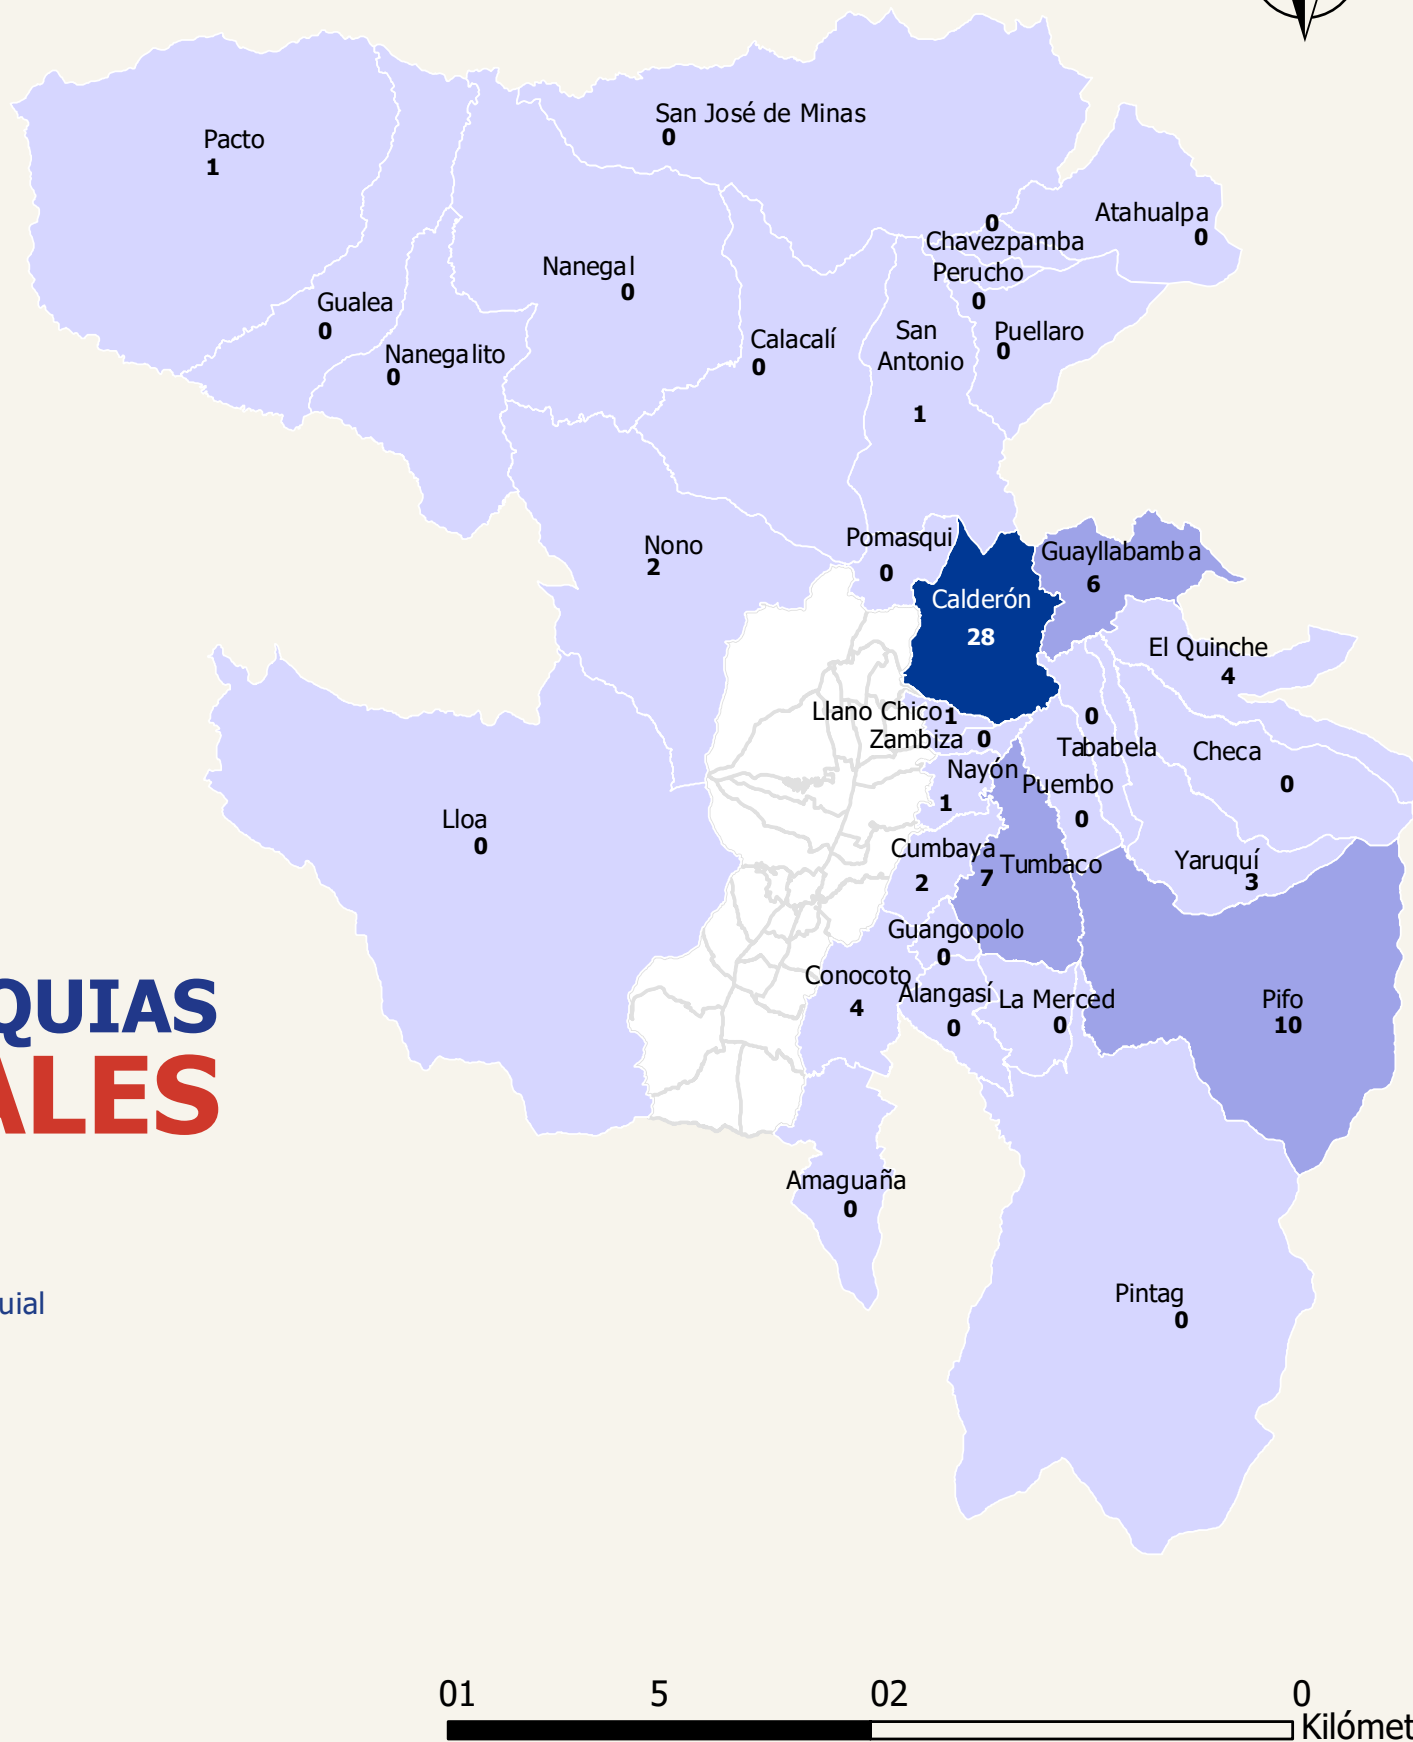 San José de Minas
0
Pacto
1
Atahualpa
0
0
Chavezpamba
Perucho
0
Nanegal
0
Gualea
0
San
Antonio
1
Puellaro
0
Calacalí
0
Nanegalito
0
Nono
2
Pomasqui
0
Guayllabamba
6
Calderón
28
El Quinche
4
Llano Chico 1
Zambiza 0
0
Tababela
Checa
0
Nayón
1
Puembo
0
Lloa
0
Cumbaya
2
7 Tumbaco
Yaruquí
3
Guangopolo
0
Conocoto
4
Alangasí
0
La Merced
0
Pifo
10
QUIAS
ALES
Amaguaña
0
uial
Pintag
0
01 5 02 0
Kilómet